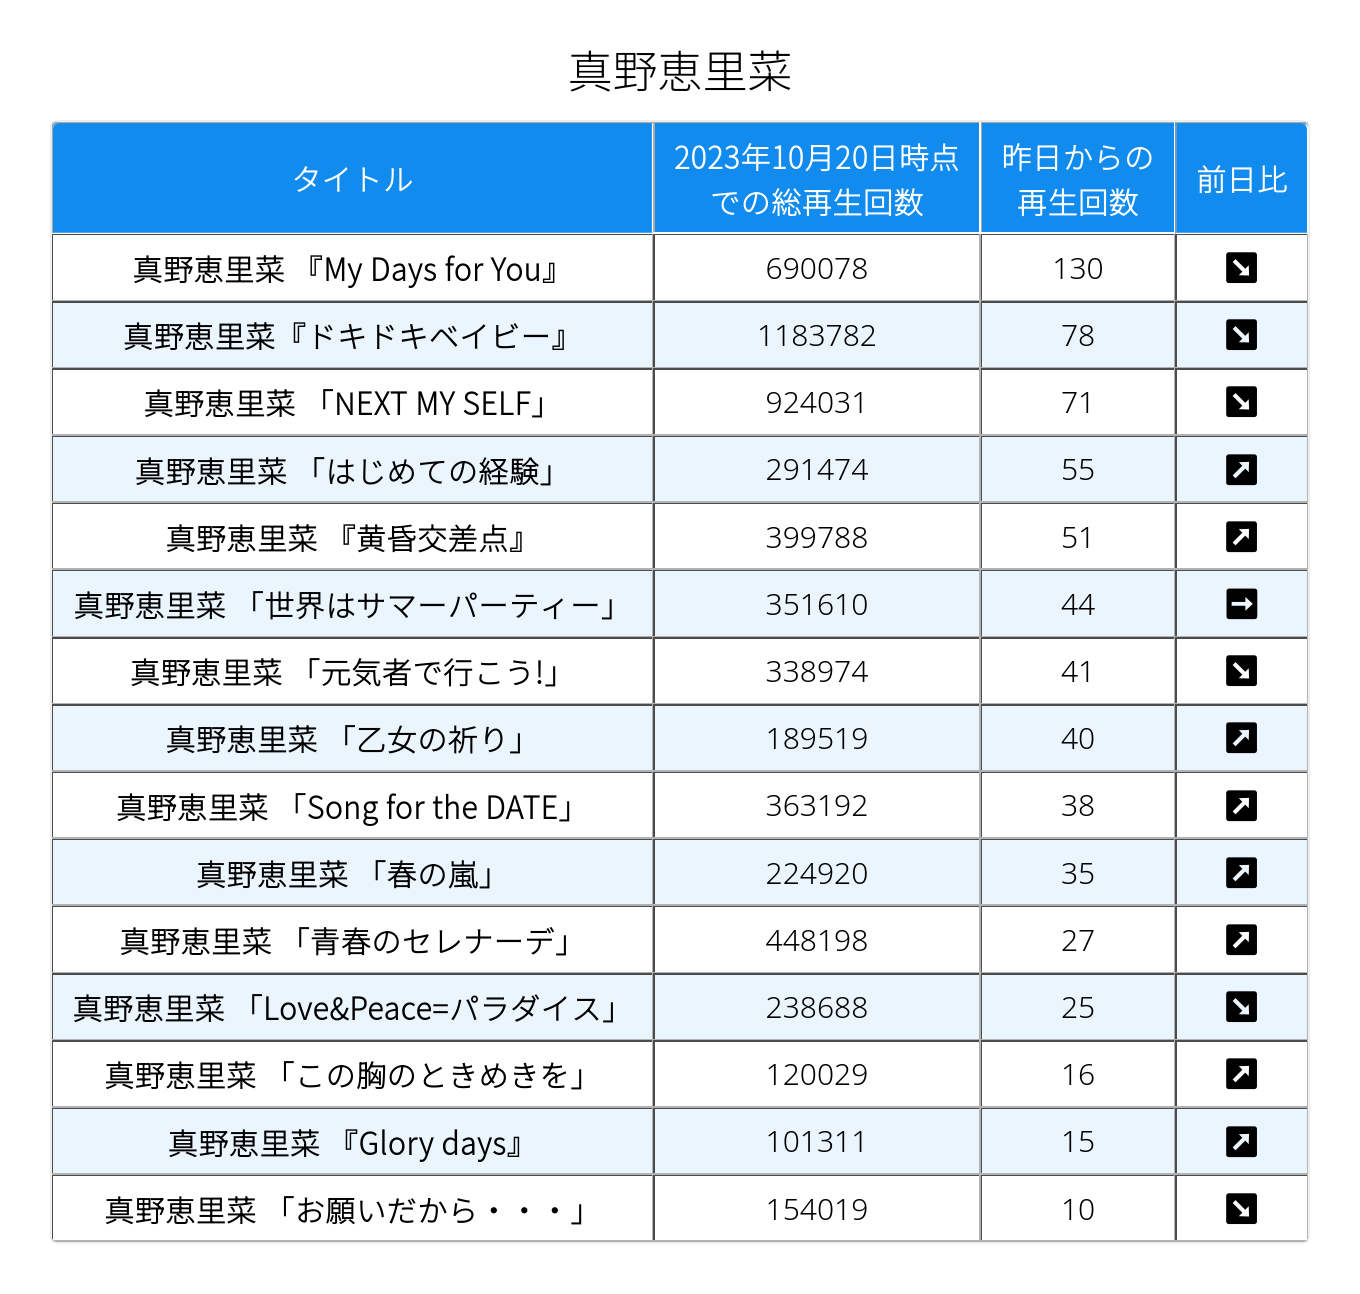 真野恵里菜
タイトル
2023年10月20日時点
での総再生回数
昨日からの
再生回数
前日比
真野恵里菜 『My Days for You』 690078 130 ↘
真野恵里菜『ドキドキベイビー』 1183782 78 ↘
真野恵里菜 「NEXT MY SELF」 924031 71 ↘
真野恵里菜 「はじめての経験」 291474 55 ↗
真野恵里菜 『黄昏交差点』 399788 51 ↗
真野恵里菜 「世界はサマーパーティー」 351610 44 →
真野恵里菜 「元気者で行こう!」 338974 41 ↘
真野恵里菜 「乙女の祈り」 189519 40 ↗
真野恵里菜 「Song for the DATE」 363192 38 ↗
真野恵里菜 「春の嵐」 224920 35 ↗
真野恵里菜 「青春のセレナーデ」 448198 27 ↗
真野恵里菜 「Love&Peace=パラダイス」 238688 25 ↘
真野恵里菜 「この胸のときめきを」 120029 16 ↗
真野恵里菜 『Glory days』 101311 15 ↗
真野恵里菜 「お願いだから・・・」 154019 10 ↘